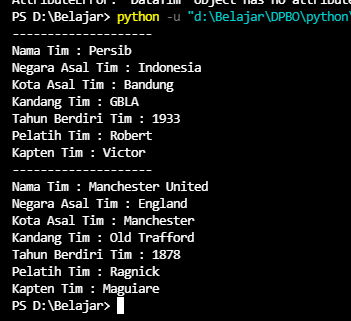 AttributeError: 'DataTim' object has no attribute
PS D:\Belajar> python -u "d:\Belajar\DPBO\python\
--------------------
Nama Tim : Persib
Negara Asal Tim : Indonesia
Kota Asal Tim : Bandung
Kandang Tim : GBLA
Tahun Berdiri Tim : 1933
Pelatih Tim : Robert
Kapten Tim : Victor
--------------------
Nama Tim : Manchester United
Negara Asal Tim : England
Kota Asal Tim : Manchester
Kandang Tim : Old Trafford
Tahun Berdiri Tim : 1878
Pelatih Tim : Ragnick
Kapten Tim : Maguiare
PS D:\Belajar>